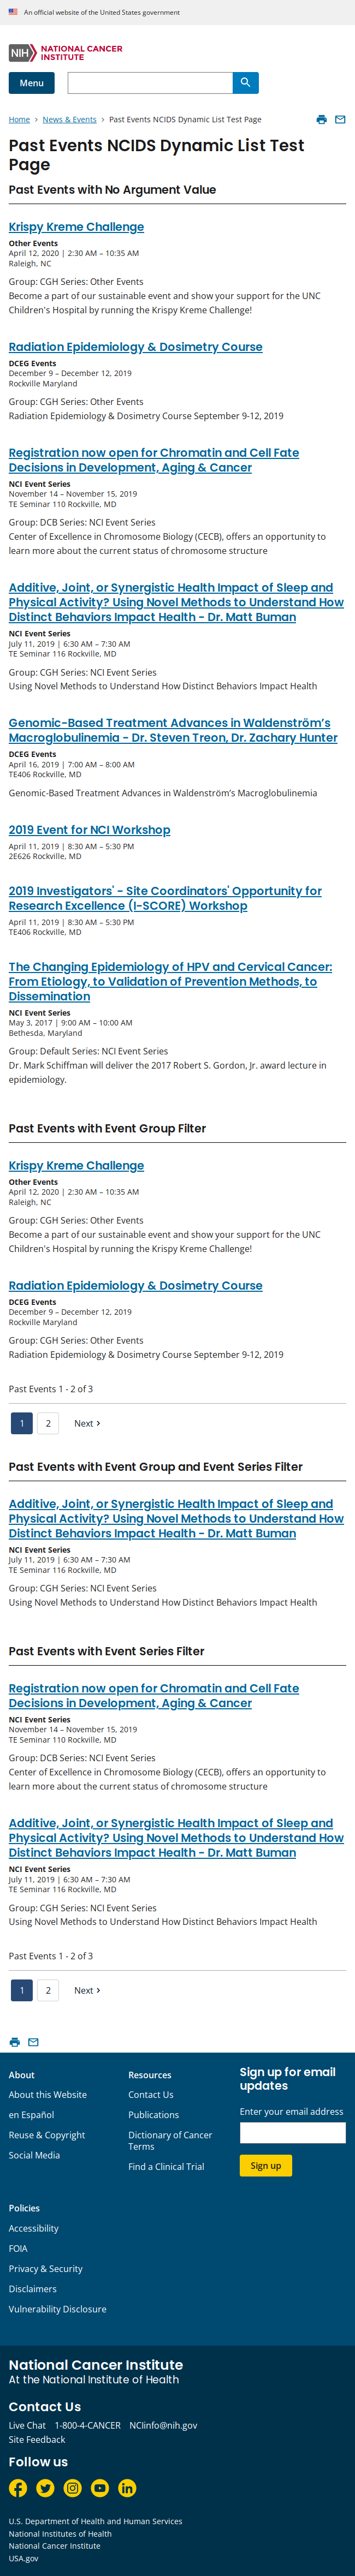 An official website of the United States government
NIH NATIONAL CANCER INSTITUTE
Menu
Home > News & Events > Past Events NCIDS Dynamic List Test Page
Past Events NCIDS Dynamic List Test
Page
Past Events with No Argument Value
Krispy Kreme Challenge
Other Events
April 12, 2020 | 2:30 AM – 10:35 AM
Raleigh, NC
Group: CGH Series: Other Events
Become a part of our sustainable event and show your support for the UNC
Children's Hospital by running the Krispy Kreme Challenge!
Radiation Epidemiology & Dosimetry Course
DCEG Events
December 9 – December 12, 2019
Rockville Maryland
Group: CGH Series: Other Events
Radiation Epidemiology & Dosimetry Course September 9-12, 2019
Registration now open for Chromatin and Cell Fate
Decisions in Development, Aging & Cancer
NCI Event Series
November 14 – November 15, 2019
TE Seminar 110 Rockville, MD
Group: DCB Series: NCI Event Series
Center of Excellence in Chromosome Biology (CECB), offers an opportunity to
learn more about the current status of chromosome structure
Additive, Joint, or Synergistic Health Impact of Sleep and
Physical Activity? Using Novel Methods to Understand How
Distinct Behaviors Impact Health - Dr. Matt Buman
NCI Event Series
July 11, 2019 | 6:30 AM – 7:30 AM
TE Seminar 116 Rockville, MD
Group: CGH Series: NCI Event Series
Using Novel Methods to Understand How Distinct Behaviors Impact Health
Genomic-Based Treatment Advances in Waldenström’s
Macroglobulinemia - Dr. Steven Treon, Dr. Zachary Hunter
DCEG Events
April 16, 2019 | 7:00 AM – 8:00 AM
TE406 Rockville, MD
Genomic-Based Treatment Advances in Waldenström’s Macroglobulinemia
2019 Event for NCI Workshop
April 11, 2019 | 8:30 AM – 5:30 PM
2E626 Rockville, MD
2019 Investigators' - Site Coordinators' Opportunity for
Research Excellence (I-SCORE) Workshop
April 11, 2019 | 8:30 AM – 5:30 PM
TE406 Rockville, MD
The Changing Epidemiology of HPV and Cervical Cancer:
From Etiology, to Validation of Prevention Methods, to
Dissemination
NCI Event Series
May 3, 2017 | 9:00 AM – 10:00 AM
Bethesda, Maryland
Group: Default Series: NCI Event Series
Dr. Mark Schiffman will deliver the 2017 Robert S. Gordon, Jr. award lecture in
epidemiology.
Past Events with Event Group Filter
Krispy Kreme Challenge
Other Events
April 12, 2020 | 2:30 AM – 10:35 AM
Raleigh, NC
Group: CGH Series: Other Events
Become a part of our sustainable event and show your support for the UNC
Children's Hospital by running the Krispy Kreme Challenge!
Radiation Epidemiology & Dosimetry Course
DCEG Events
December 9 – December 12, 2019
Rockville Maryland
Group: CGH Series: Other Events
Radiation Epidemiology & Dosimetry Course September 9-12, 2019
Past Events 1 - 2 of 3
1 2 Next >
Past Events with Event Group and Event Series Filter
Additive, Joint, or Synergistic Health Impact of Sleep and
Physical Activity? Using Novel Methods to Understand How
Distinct Behaviors Impact Health - Dr. Matt Buman
NCI Event Series
July 11, 2019 | 6:30 AM – 7:30 AM
TE Seminar 116 Rockville, MD
Group: CGH Series: NCI Event Series
Using Novel Methods to Understand How Distinct Behaviors Impact Health
Past Events with Event Series Filter
Registration now open for Chromatin and Cell Fate
Decisions in Development, Aging & Cancer
NCI Event Series
November 14 – November 15, 2019
TE Seminar 110 Rockville, MD
Group: DCB Series: NCI Event Series
Center of Excellence in Chromosome Biology (CECB), offers an opportunity to
learn more about the current status of chromosome structure
Additive, Joint, or Synergistic Health Impact of Sleep and
Physical Activity? Using Novel Methods to Understand How
Distinct Behaviors Impact Health - Dr. Matt Buman
NCI Event Series
July 11, 2019 | 6:30 AM – 7:30 AM
TE Seminar 116 Rockville, MD
Group: CGH Series: NCI Event Series
Using Novel Methods to Understand How Distinct Behaviors Impact Health
Past Events 1 - 2 of 3
1 2 Next >
About
About this Website
en Español
Reuse & Copyright
Social Media
Resources
Contact Us
Publications
Dictionary of Cancer
Terms
Find a Clinical Trial
Sign up for email
updates
Enter your email address
Sign up
Policies
Accessibility
FOIA
Privacy & Security
Disclaimers
Vulnerability Disclosure
National Cancer Institute
At the National Institutes of Health
Contact Us
Live Chat 1-800-4-CANCER NCIinfo@nih.gov
Site Feedback
Follow us
U.S. Department of Health and Human Services
National Institutes of Health
National Cancer Institute
USA.gov